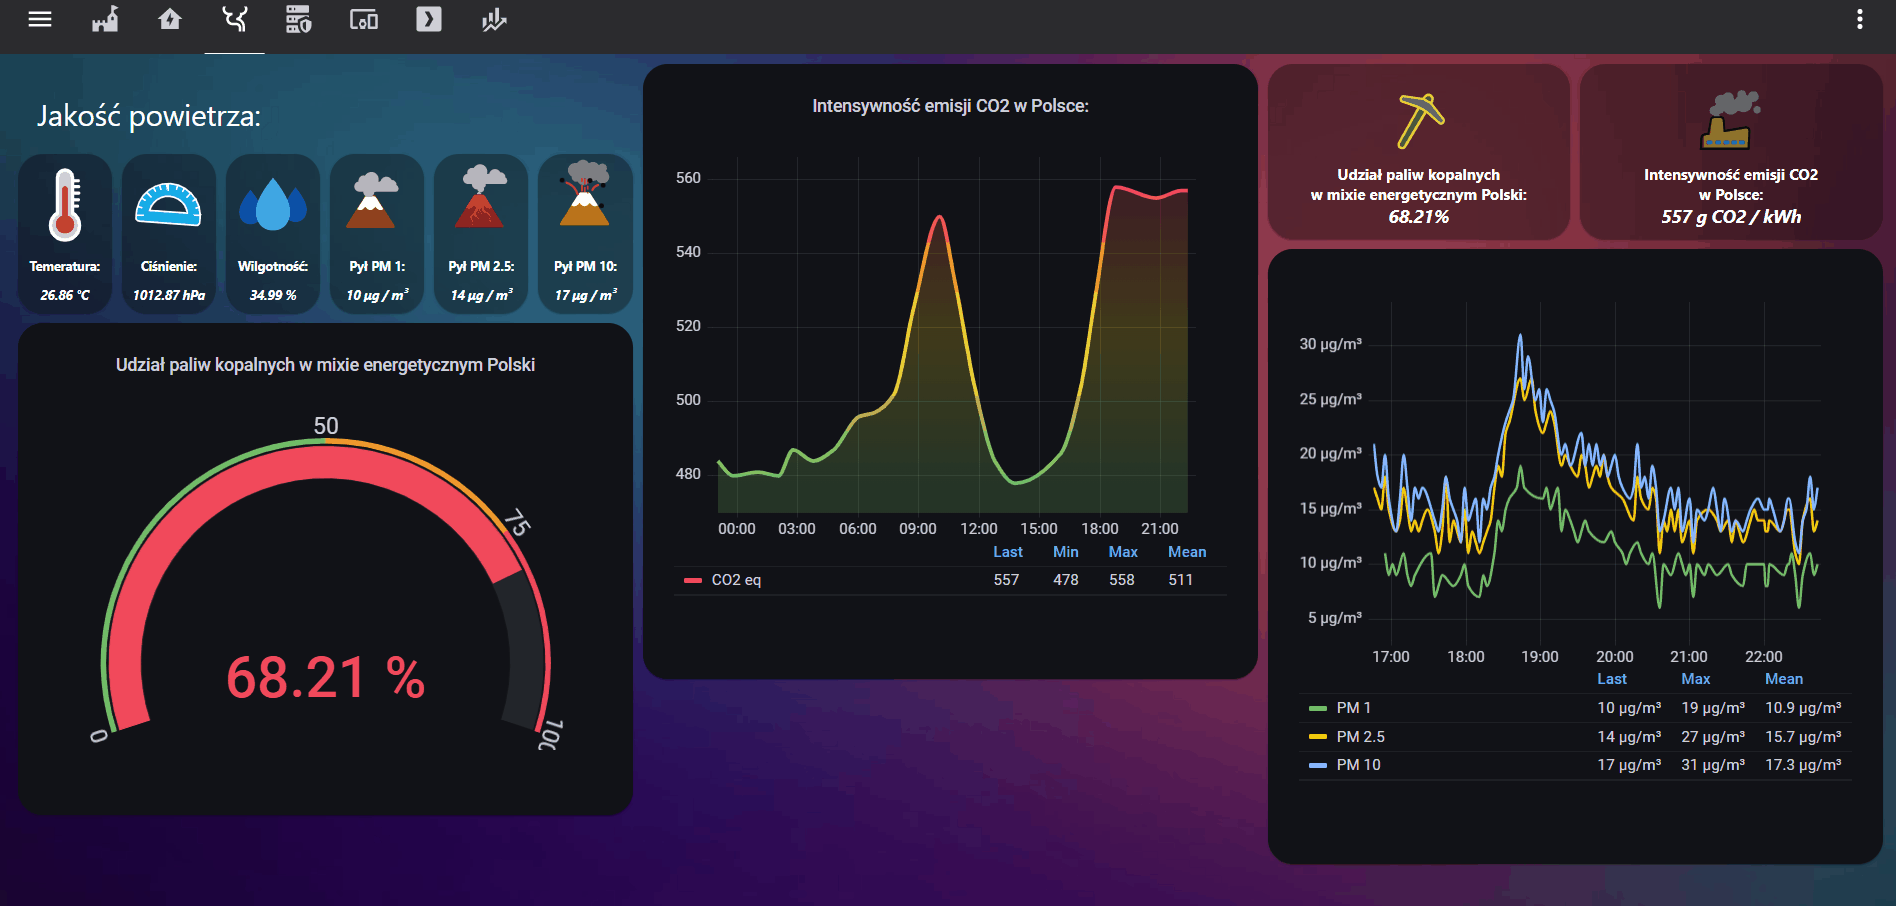 Jakość powietrza:
Temeratura:
26.86 °C
Ciśnienie:
1012.87 hPa
Wilgotność:
34.99 %
Pył PM 1:
10 µg / m³
Pył PM 2.5:
14 µg / m³
Pył PM 10:
17 µg / m³
Udział paliw kopalnych w mixie energetycznym Polski
0
50
75
100
68.21 %
Intensywność emisji CO2 w Polsce:
560
540
520
500
480
00:00 03:00 06:00 09:00 12:00 15:00 18:00 21:00
Last Min Max Mean
CO2 eq 557 478 558 511
Udział paliw kopalnych
w mixie energetycznym Polski:
68.21%
Intensywność emisji CO2
w Polsce:
557 g CO2 / kWh
30 µg/m³
25 µg/m³
20 µg/m³
15 µg/m³
10 µg/m³
5 µg/m³
17:00 18:00 19:00 20:00 21:00 22:00
Last Max Mean
PM 1 10 µg/m³ 19 µg/m³ 10.9 µg/m³
PM 2.5 14 µg/m³ 27 µg/m³ 15.7 µg/m³
PM 10 17 µg/m³ 31 µg/m³ 17.3 µg/m³